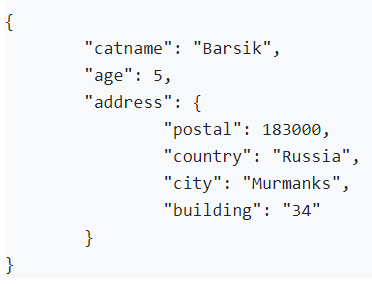 {
        "catname": "Barsik",
        "age": 5,
        "address": {
                "postal": 183000,
                "country": "Russia",
                "city": "Murmanks",
                "building": "34"
        }
}